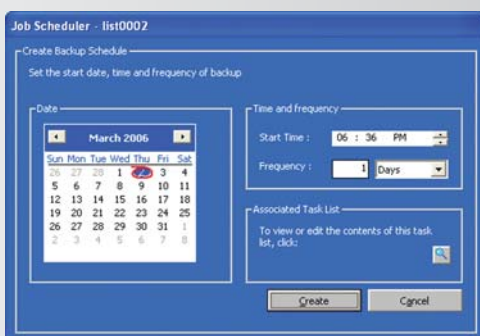 Job Scheduler - list0002
Create Backup Schedule
Set the start date, time and frequency of backup
Date
March 2006
Sun Mon Tue Wed Thu Fri Sat
26 27 28 1 2 3 4
5 6 7 8 9 10 11
12 13 14 15 16 17 18
19 20 21 22 23 24 25
26 27 28 29 30 31 1
2 3 4 5 6 7 8
Time and frequency
Start Time : 06 : 36 PM
Frequency : 1 Days
Associated Task List
To view or edit the contents of this task
list, click:
Create Cancel